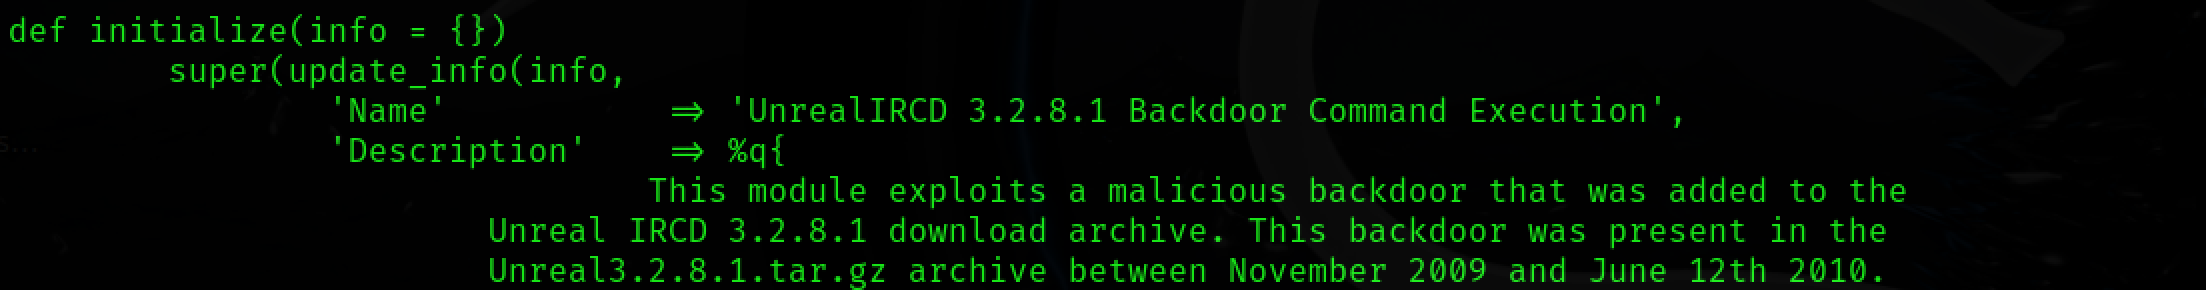 def initialize(info = {})
super(update_info(info,
'Name' => 'UnrealIRCD 3.2.8.1 Backdoor Command Execution',
'Description' => %q{
This module exploits a malicious backdoor that was added to the
Unreal IRCD 3.2.8.1 download archive. This backdoor was present in the
Unreal3.2.8.1.tar.gz archive between November 2009 and June 12th 2010.